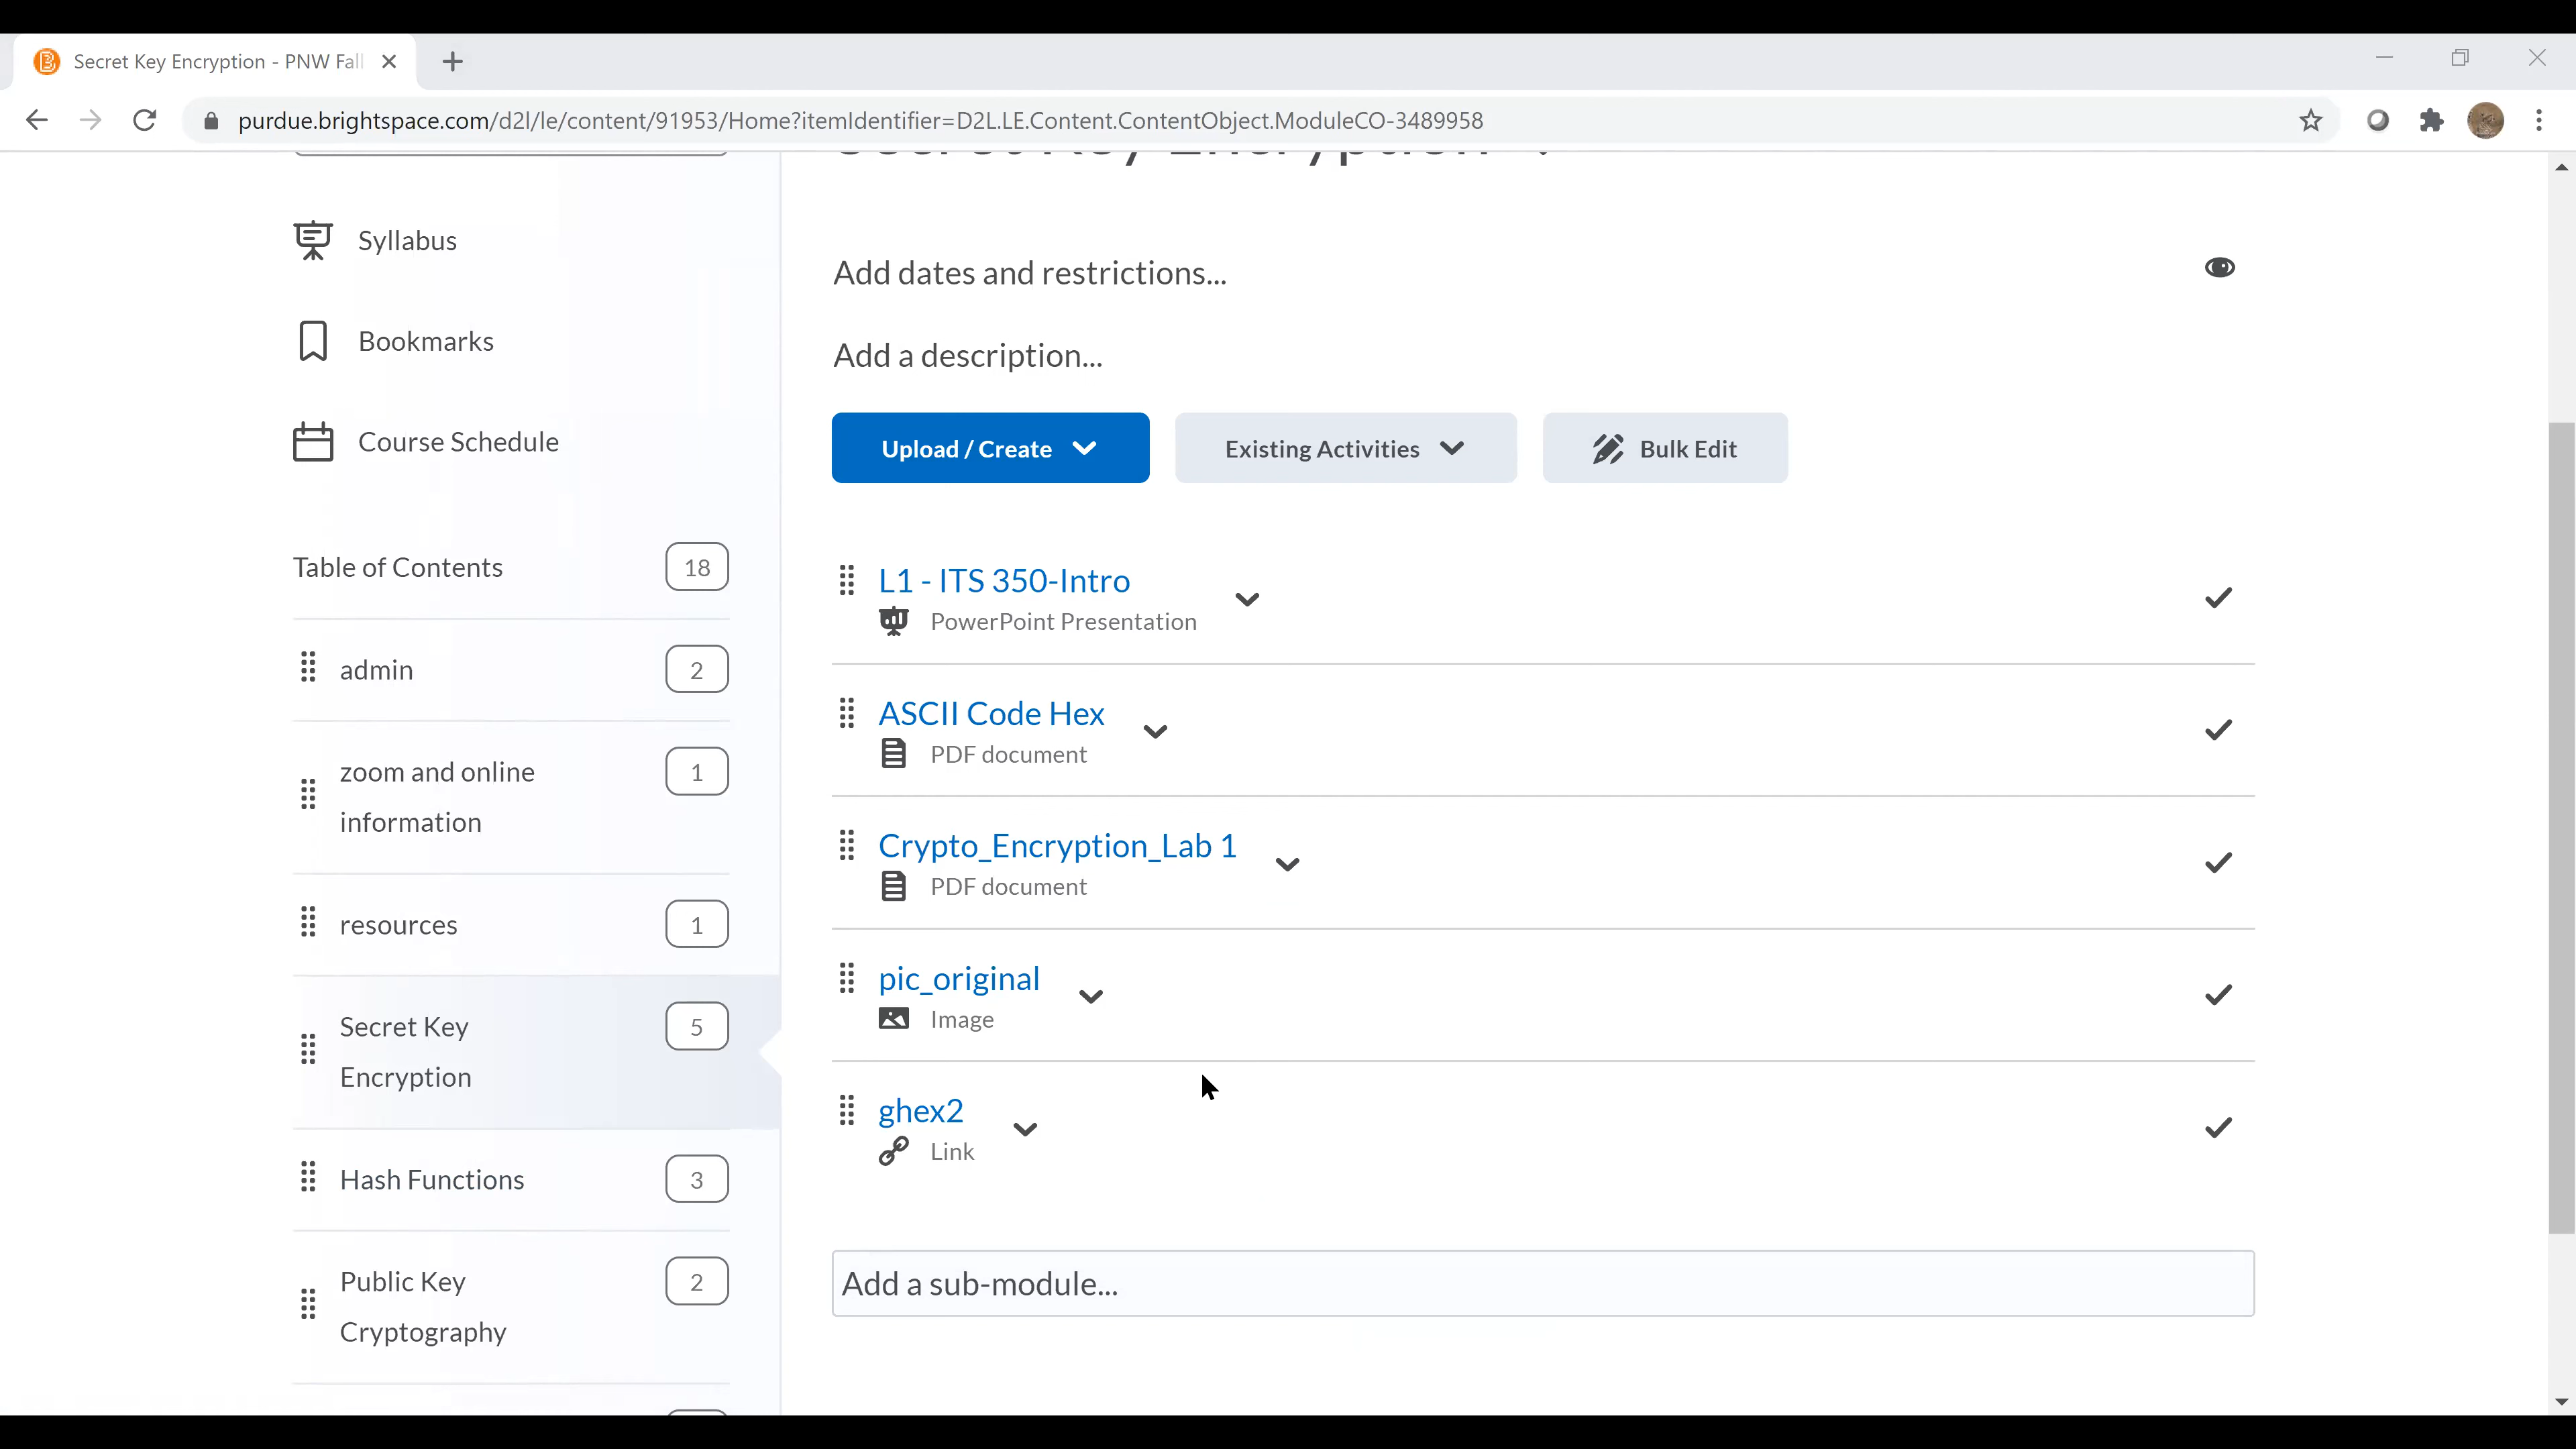 Secret Key Encryption - PNW Fall
purdue.brightspace.com/d2l/le/content/91953/Home?itemIdentifier=D2L.LE.Content.ContentObject.ModuleCO-3489958
Secret Key Encryption
Syllabus
Bookmarks
Course Schedule
Table of Contents 18
admin 2
zoom and online 1
information
resources 1
Secret Key 5
Encryption
Hash Functions 3
Public Key 2
Cryptography
Add dates and restrictions...
Add a description...
Upload / Create
Existing Activities
Bulk Edit
L1 - ITS 350-Intro
PowerPoint Presentation
ASCII Code Hex
PDF document
Crypto_Encryption_Lab 1
PDF document
pic_original
Image
ghex2
Link
Add a sub-module...